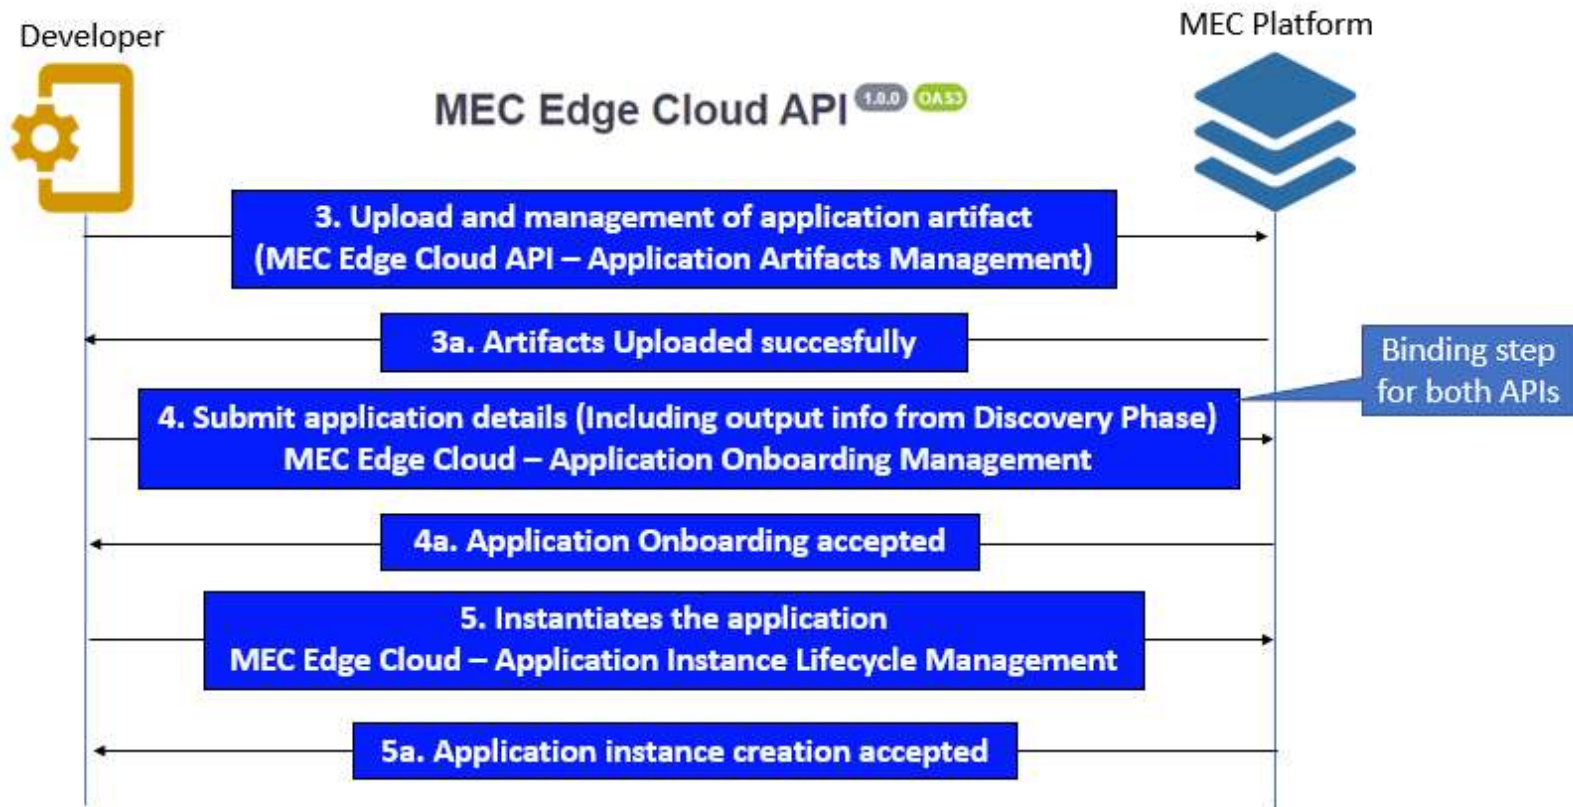 Developer
MEC Platform
MEC Edge Cloud API 1.0.0 OAS3
3. Upload and management of application artifact
(MEC Edge Cloud API – Application Artifacts Management)
3a. Artifacts Uploaded succesfully
Binding step
for both APIs
4. Submit application details (Including output info from Discovery Phase)
MEC Edge Cloud – Application Onboarding Management
4a. Application Onboarding accepted
5. Instantiates the application
MEC Edge Cloud – Application Instance Lifecycle Management
5a. Application instance creation accepted